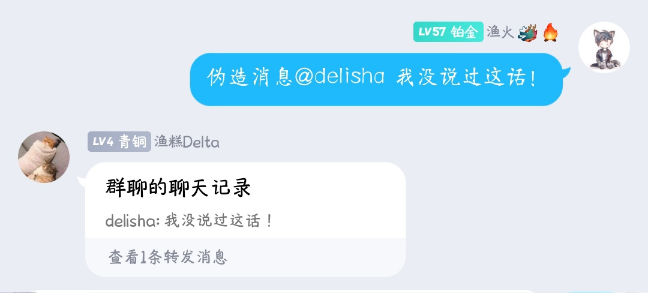 LV57 铂金 渔火
伪造消息@delisha 我没说过这话!
LV4 青铜 渔糕Delta
群聊的聊天记录
delisha: 我没说过这话！
查看1条转发消息